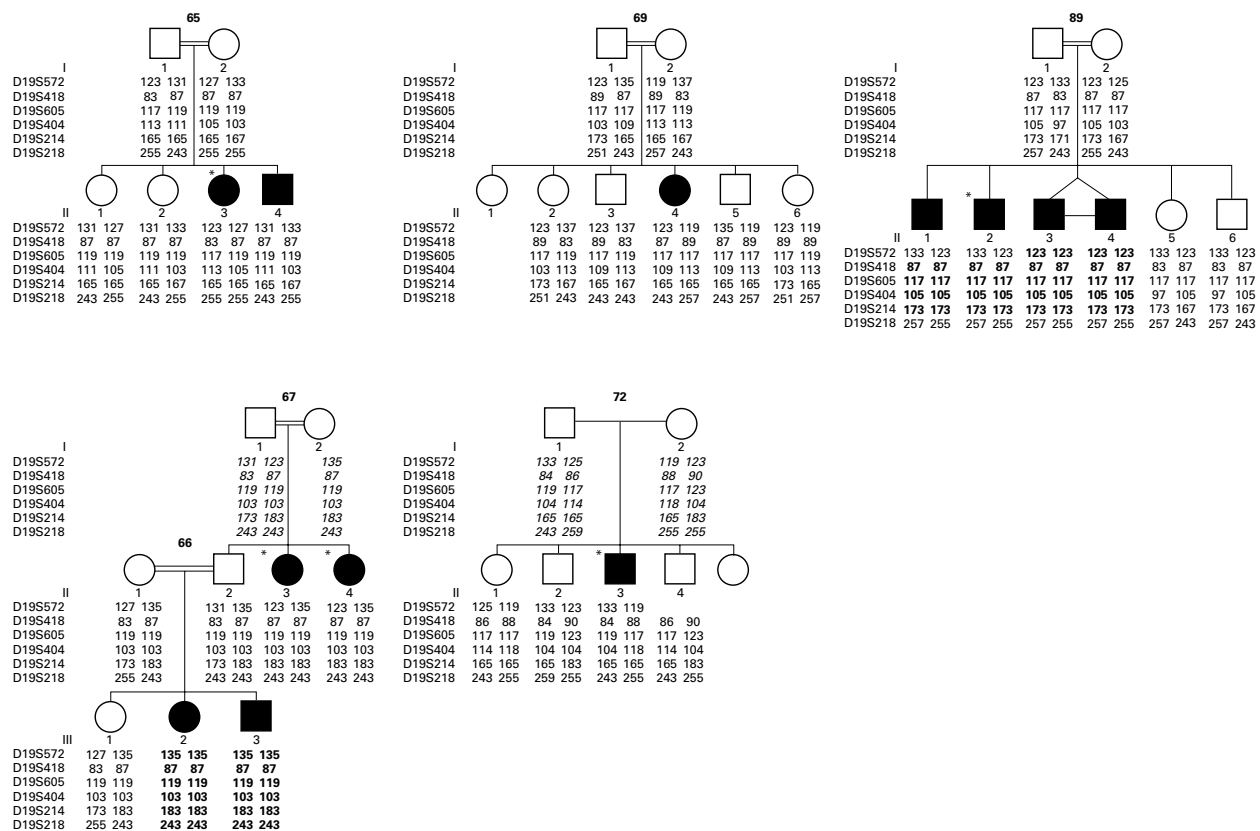 65
I
1 2
D19S572 123 131 127 133
D19S418 83 87 87 87
D19S605 117 119 119 119
D19S404 113 111 105 103
D19S214 165 165 165 167
D19S218 255 243 255 255
*
II
1 2 3 4
D19S572 131 127 131 133 123 127 131 133
D19S418 87 87 87 87 83 87 87 87
D19S605 119 119 119 119 117 119 119 119
D19S404 111 105 111 103 113 105 111 103
D19S214 165 165 165 167 165 165 165 167
D19S218 243 255 243 255 255 255 243 255
69
I
1 2
D19S572 123 135 119 137
D19S418 89 87 89 83
D19S605 117 117 117 119
D19S404 103 109 113 113
D19S214 173 165 165 167
D19S218 251 243 257 243
II
1 2 3 4 5 6
D19S572 123 137 123 137 123 119 135 119 123 119
D19S418 89 83 89 83 89 89 87 89 89 89
D19S605 117 119 117 119 117 117 117 117 117 117
D19S404 103 113 109 113 109 113 109 113 103 113
D19S214 173 167 165 167 165 165 165 165 173 165
D19S218 251 243 243 243 243 257 243 257 251 257
89
I
1 2
D19S572 123 133 123 125
D19S418 87 83 87 87
D19S605 117 117 117 117
D19S404 105 97 105 103
D19S214 173 171 173 167
D19S218 257 243 255 243
*
II
1 2 3 4 5 6
D19S572 133 123 133 123 123 123 123 123 133 123 133 123
D19S418 87 87 87 87 87 87 87 87 83 87 83 87
D19S605 117 117 117 117 117 117 117 117 117 117 117 117
D19S404 105 105 105 105 105 105 105 105 97 105 97 105
D19S214 173 173 173 173 173 173 173 173 173 167 173 167
D19S218 257 255 257 255 257 255 257 255 257 243 257 243
67
I
1 2
D19S572 131 123 135
D19S418 83 87 87
D19S605 119 119 119
D19S404 103 103 103
D19S214 173 183 183
D19S218 243 243 243
66
* *
II
1 2 3 4
D19S572 127 135 131 135 123 135 123 135
D19S418 83 87 83 87 87 87 87 87
D19S605 119 119 119 119 119 119 119 119
D19S404 103 103 103 103 103 103 103 103
D19S214 173 183 173 183 183 183 183 183
D19S218 255 243 243 243 243 243 243 243
III
1 2 3
D19S572 127 135 135 135 135 135
D19S418 83 87 87 87 87 87
D19S605 119 119 119 119 119 119
D19S404 103 103 103 103 103 103
D19S214 173 183 183 183 183 183
D19S218 255 243 243 243 243 243
72
I
1 2
D19S572 133 125 119 123
D19S418 84 86 88 90
D19S605 119 117 117 123
D19S404 104 114 118 104
D19S214 165 165 165 183
D19S218 243 259 255 255
*
II
1 2 3 4
D19S572 125 119 133 123 133 119
D19S418 86 88 84 90 84 88 86 90
D19S605 117 117 119 123 119 117 117 123
D19S404 114 118 104 104 104 118 114 104
D19S214 165 165 165 183 165 165 165 183
D19S218 243 255 259 255 243 255 243 255